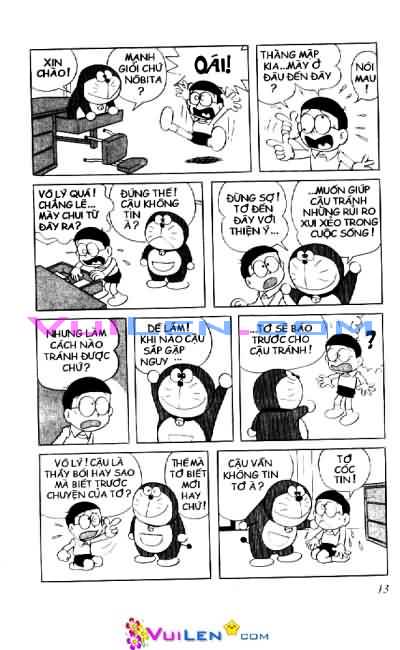 XIN
CHÀO!
MẠNH
GIỎI CHỨ
NÔBITA
?
OÁI!
THẰNG MẬP
KIA...MÀY Ở
ĐÂU ĐẾN ĐÂY
?
NÓI
MAU!
VÔ LÝ QUÁ!
CHẲNG LẼ...
MÀY CHUI TỪ
ĐÂY RA?
ĐÚNG THẾ!
CẬU KHÔNG
TIN
À?
ĐỪNG SỢ!
TỚ ĐẾN
ĐÂY VỚI
THIỆN Ý...
...MUỐN GIÚP
CẬU TRÁNH
NHỮNG RỦI RO
XUI XẺO TRONG
CUỘC SỐNG!
VUILEN.COM
NHƯNG LÀM
CÁCH NÀO
TRÁNH ĐƯỢC
CHỨ?
DỄ LẮM!
KHI NÀO CẬU
SẮP GẶP
NGUY ...
TỚ SẼ BÁO
TRƯỚC CHO
CẬU TRÁNH!
?
VÔ LÝ! CẬU LÀ
THẦY BÓI HAY SAO
MÀ BIẾT TRƯỚC
CHUYỆN CỦA TỚ?
THẾ MÀ
TỚ BIẾT
MỚI
HAY CHỨ!
CẬU VẪN
KHÔNG TIN
TỚ À?
TỚ
CÓC
TIN!
13
VUILEN.COM